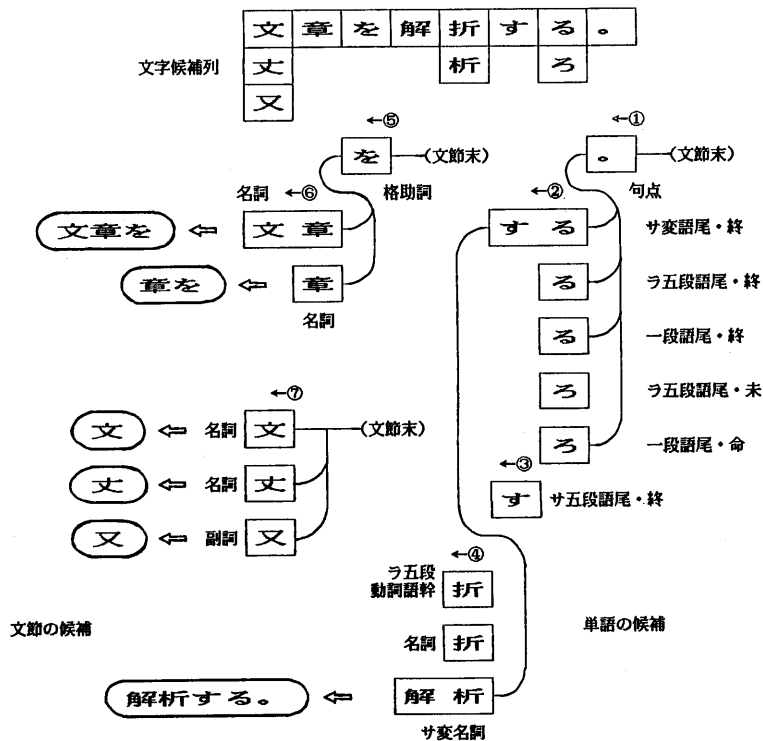 文章を解折する。
文字候補列
丈 析 ろ
又
←⑤ ←①
を (文節末) 。 (文節末)
格助詞 句点
名詞 ←⑥ ←②
文章を ⇐ 文章 する サ変語尾・終
章を ⇐ 章 る ラ五段語尾・終
名詞
る 一段語尾・終
←⑦
ろ ラ五段語尾・未
文 ⇐ 名詞 文 (文節末)
ろ 一段語尾・命
←③
丈 ⇐ 名詞 丈
す サ五段語尾・終
又 ⇐ 副詞 又
←④
ラ五段
動詞語幹 折
文節の候補 単語の候補
名詞 折
解析する。 ⇐ 解析
サ変名詞